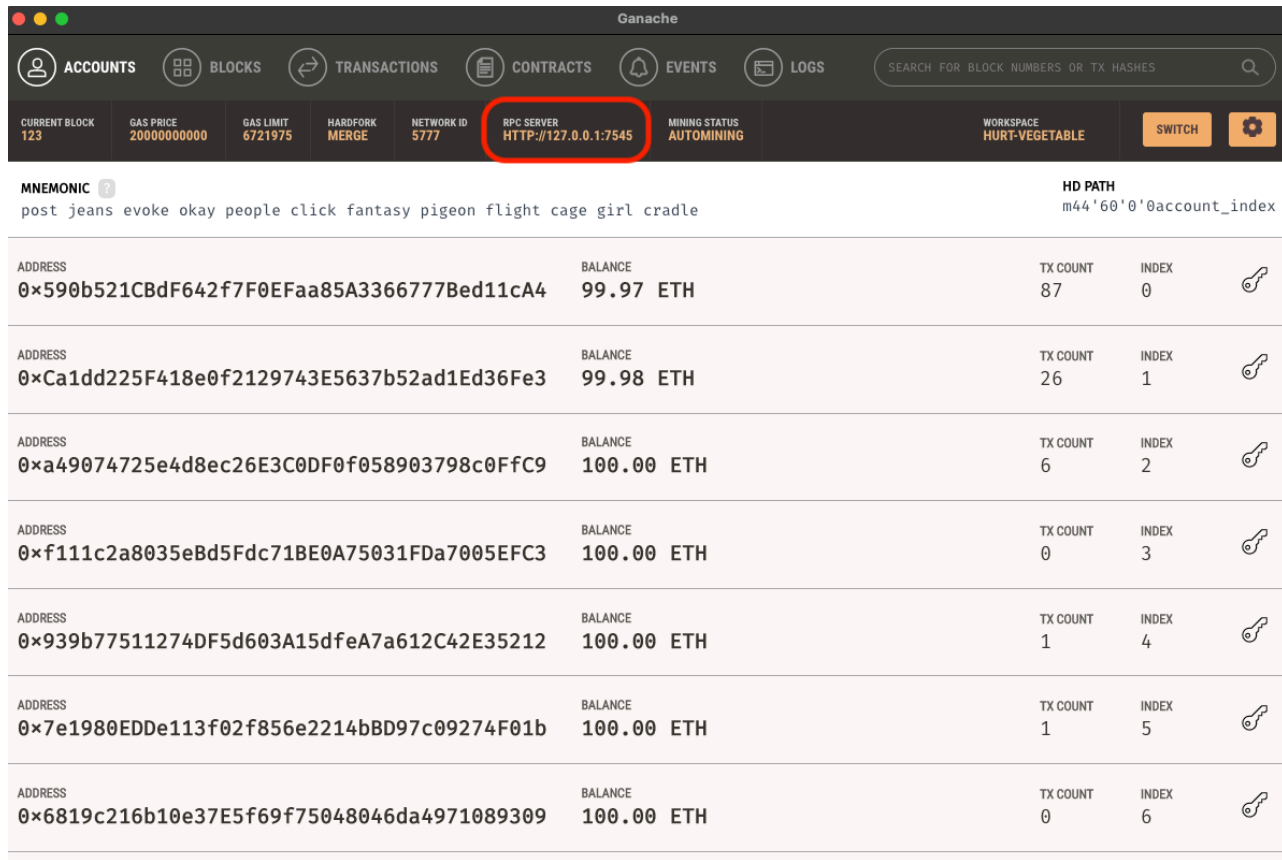 Ganache
ACCOUNTS BLOCKS TRANSACTIONS CONTRACTS EVENTS LOGS SEARCH FOR BLOCK NUMBERS OR TX HASHES
CURRENT BLOCK GAS PRICE GAS LIMIT HARDFORK NETWORK ID RPC SERVER MINING STATUS WORKSPACE
123 20000000000 6721975 MERGE 5777 HTTP://127.0.0.1:7545 AUTOMINING HURT-VEGETABLE SWITCH
MNEMONIC ? HD PATH
post jeans evoke okay people click fantasy pigeon flight cage girl cradle m44'60'0'0account_index
ADDRESS BALANCE TX COUNT INDEX
0×590b521CBdF642f7F0EFaa85A3366777Bed11cA4 99.97 ETH 87 0
ADDRESS BALANCE TX COUNT INDEX
0×Ca1dd225F418e0f2129743E5637b52ad1Ed36Fe3 99.98 ETH 26 1
ADDRESS BALANCE TX COUNT INDEX
0×a49074725e4d8ec26E3C0DF0f058903798c0FfC9 100.00 ETH 6 2
ADDRESS BALANCE TX COUNT INDEX
0×f111c2a8035eBd5Fdc71BE0A75031FDa7005EFC3 100.00 ETH 0 3
ADDRESS BALANCE TX COUNT INDEX
0×939b77511274DF5d603A15dfeA7a612C42E35212 100.00 ETH 1 4
ADDRESS BALANCE TX COUNT INDEX
0×7e1980EDDe113f02f856e2214bBD97c09274F01b 100.00 ETH 1 5
ADDRESS BALANCE TX COUNT INDEX
0×6819c216b10e37E5f69f75048046da4971089309 100.00 ETH 0 6